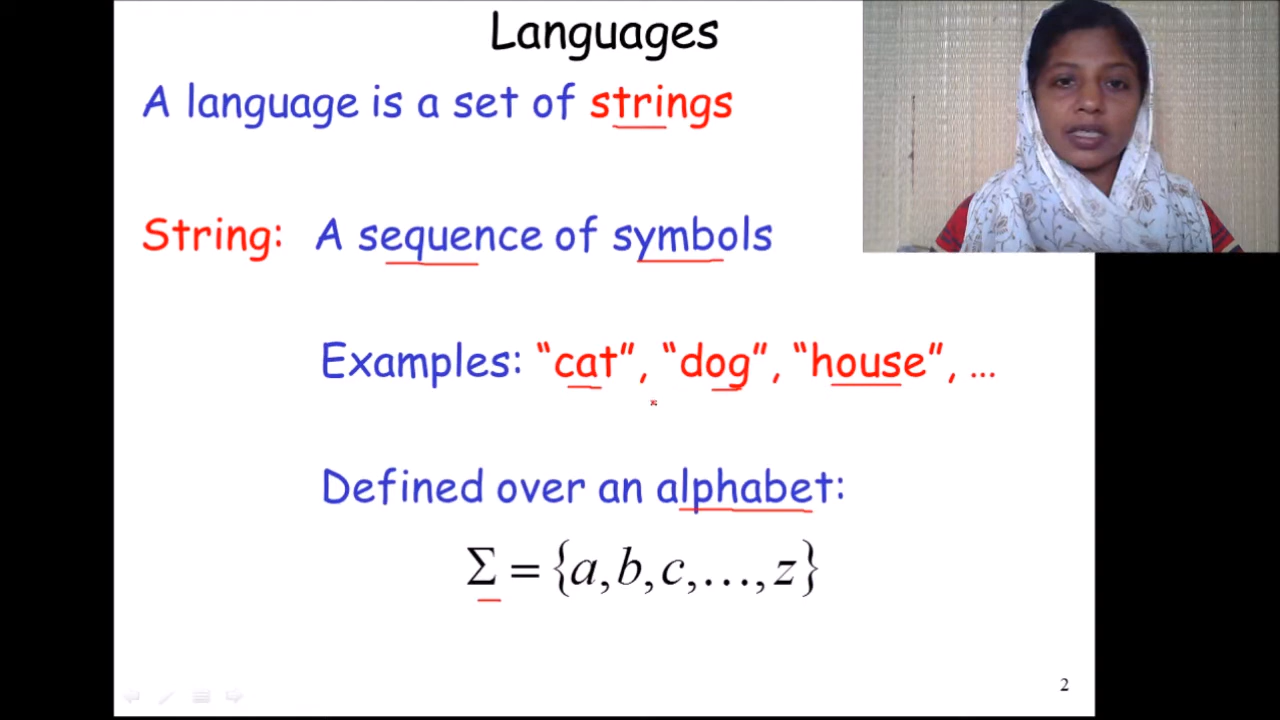 Languages
A language is a set of strings
String: A sequence of symbols
Examples: “cat”, “dog”, “house”, …
Defined over an alphabet:
Σ = {a, b, c, …, z}
2